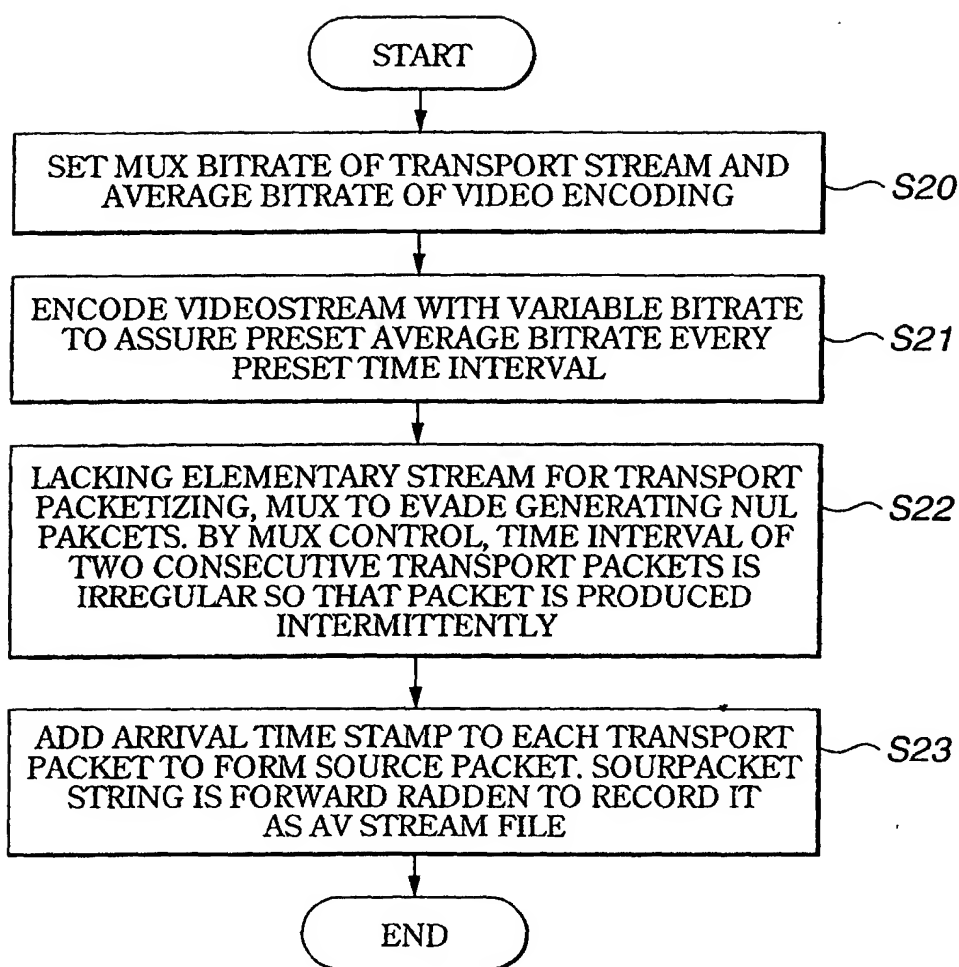 START
SET MUX BITRATE OF TRANSPORT STREAM AND
AVERAGE BITRATE OF VIDEO ENCODING
S20
ENCODE VIDEOSTREAM WITH VARIABLE BITRATE
TO ASSURE PRESET AVERAGE BITRATE EVERY
PRESET TIME INTERVAL
S21
LACKING ELEMENTARY STREAM FOR TRANSPORT
PACKETIZING, MUX TO EVADE GENERATING NUL
PAKCETS. BY MUX CONTROL, TIME INTERVAL OF
TWO CONSECUTIVE TRANSPORT PACKETS IS
IRREGULAR SO THAT PACKET IS PRODUCED
INTERMITTENTLY
S22
ADD ARRIVAL TIME STAMP TO EACH TRANSPORT
PACKET TO FORM SOURCE PACKET. SOURPACKET
STRING IS FORWARD RADDEN TO RECORD IT
AS AV STREAM FILE
S23
END